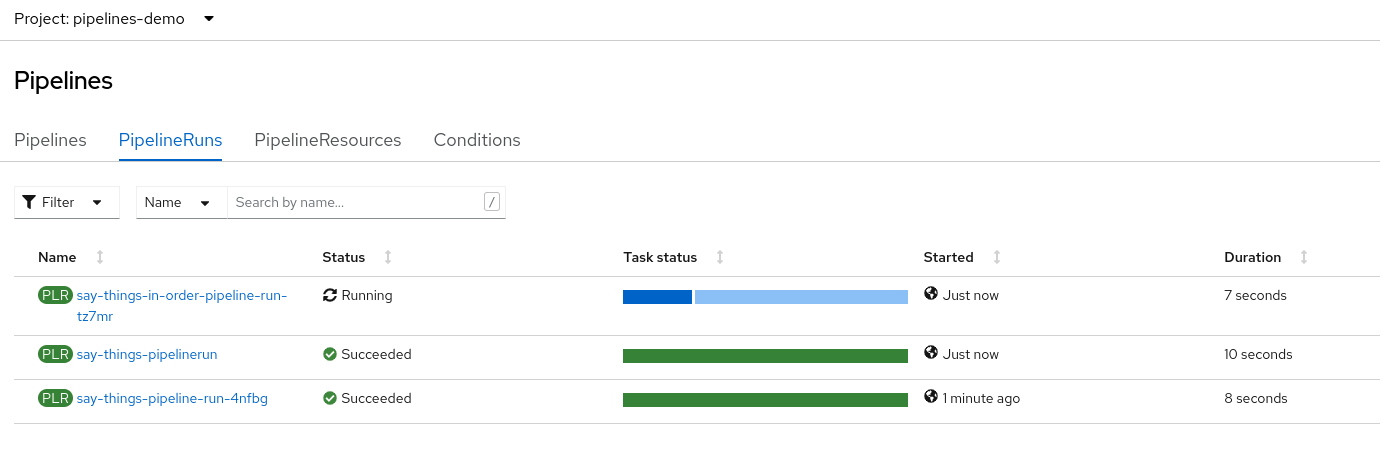 Project: pipelines-demo
Pipelines
Pipelines PipelineRuns PipelineResources Conditions
Filter Name Search by name... /
Name Status Task status Started Duration
PLR say-things-in-order-pipeline-run- Running Just now 7 seconds
tz7mr
PLR say-things-pipelinerun Succeeded Just now 10 seconds
PLR say-things-pipeline-run-4nfbg Succeeded 1 minute ago 8 seconds